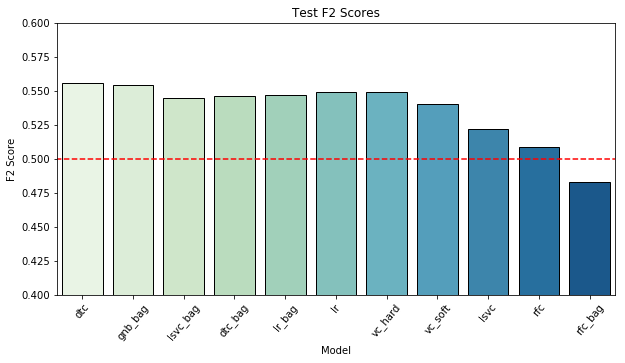 Test F2 Scores
F2 Score
0.600
0.575
0.550
0.525
0.500
0.475
0.450
0.425
0.400
dtc
gnb_bag
lsvc_bag
dtc_bag
lr_bag
lr
vc_hard
vc_soft
lsvc
rfc
rfc_bag
Model